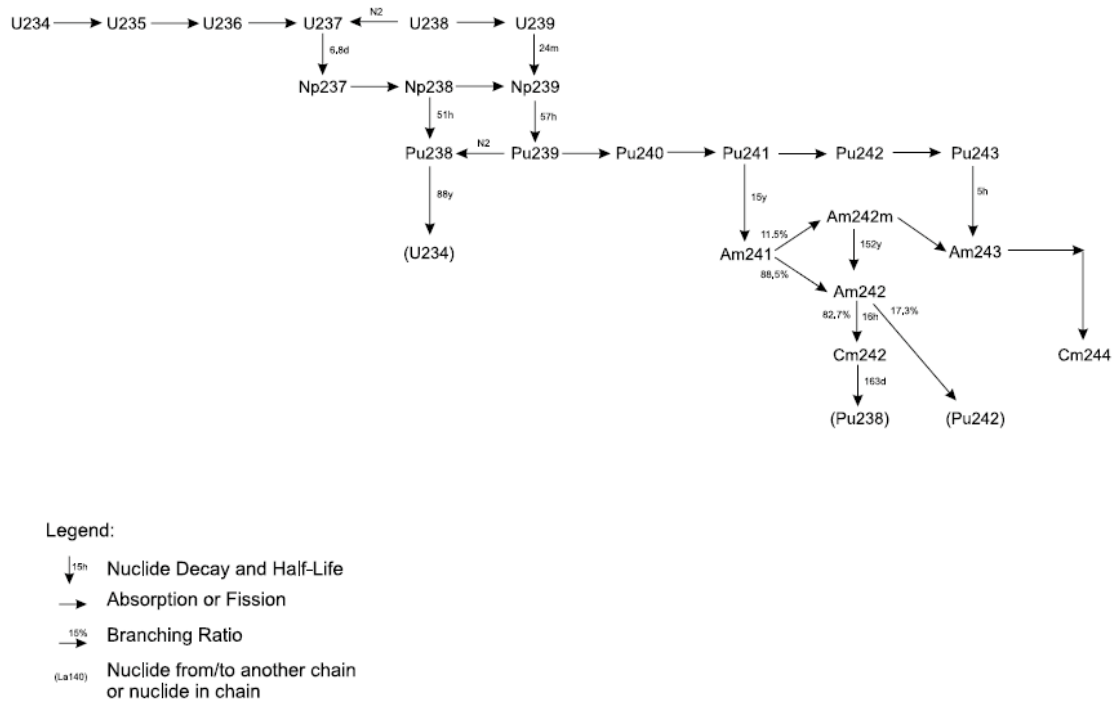 U234 U235 U236 U237 N2 U238 U239
6,8d 24m
Np237 Np238 Np239
51h 57h
Pu238 N2 Pu239 Pu240 Pu241 Pu242 Pu243
88y 15y 5h
(U234) Am241 11.5% Am242m Am243
88,5% 152y
Am242
82,7% 16h 17,3%
Cm242 Cm244
163d
(Pu238) (Pu242)
Legend:
15h Nuclide Decay and Half-Life
Absorption or Fission
15% Branching Ratio
(La140) Nuclide from/to another chain
or nuclide in chain